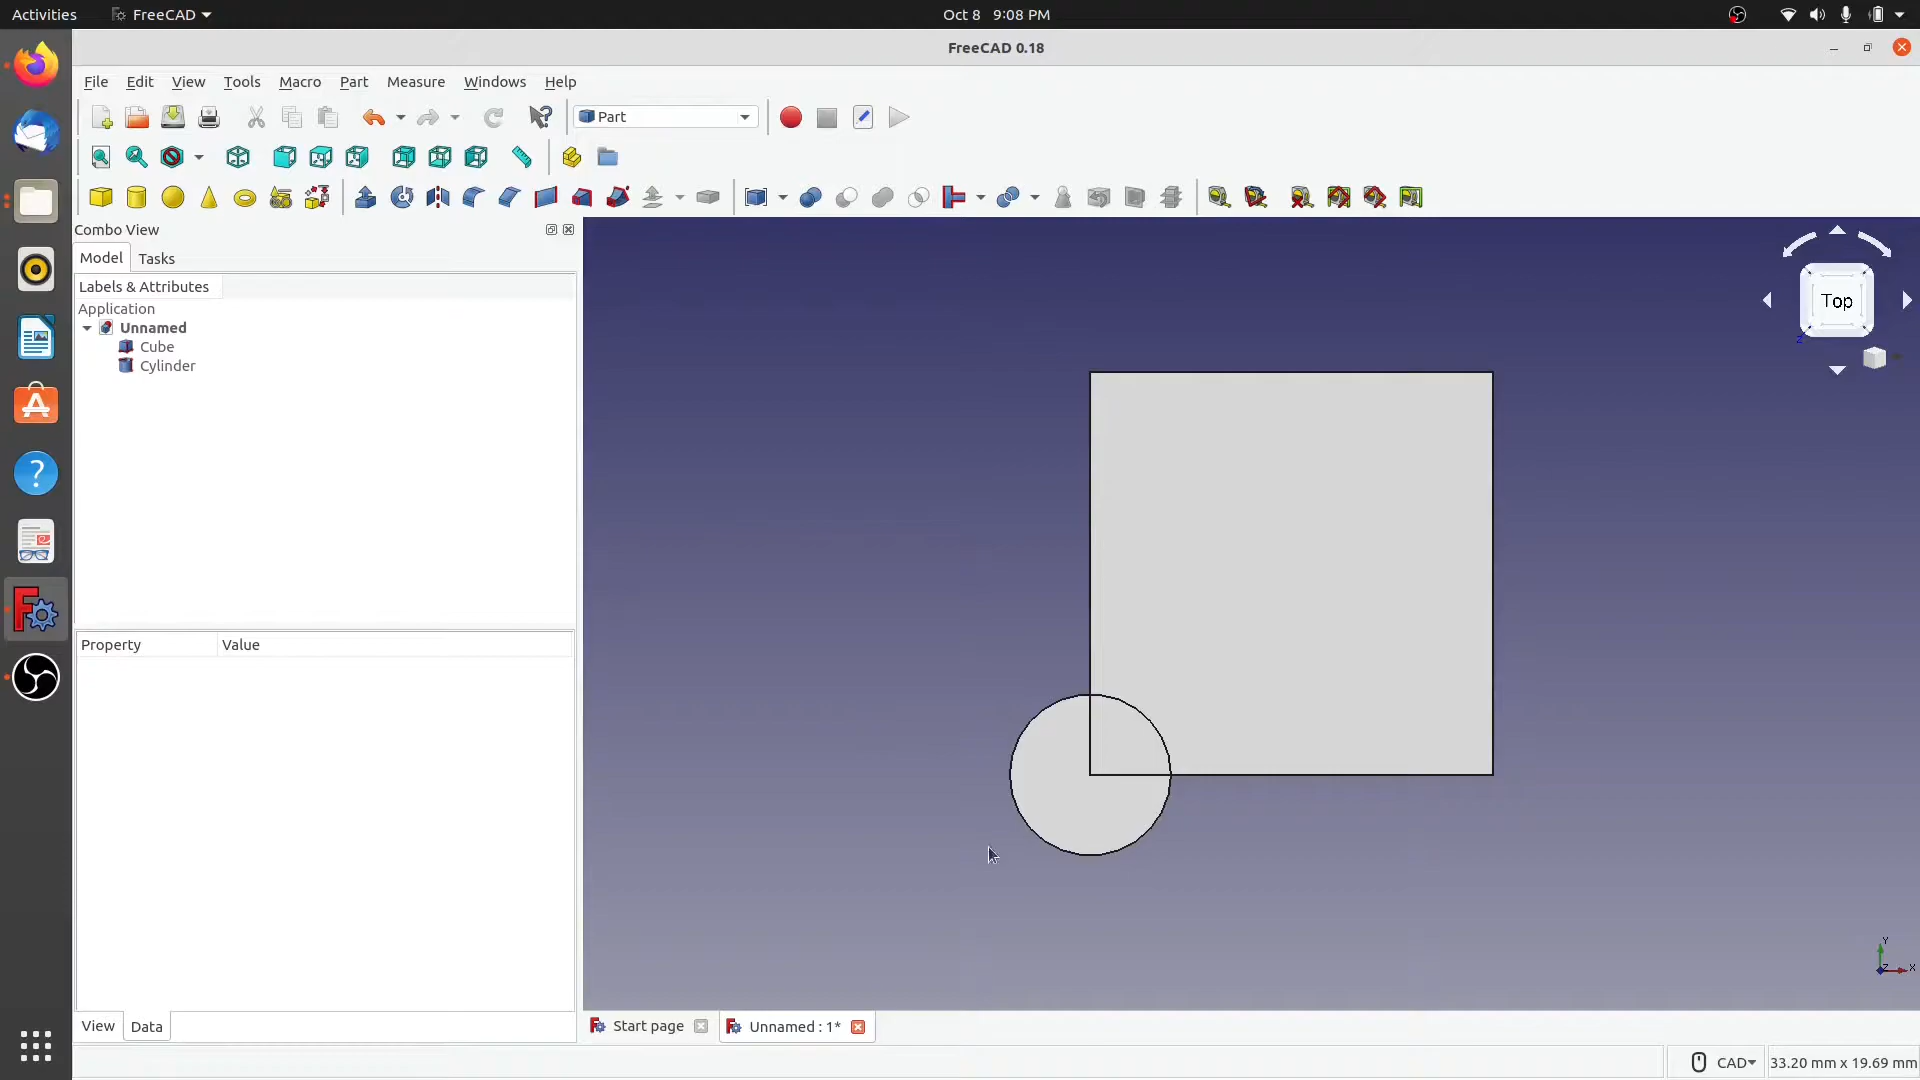 Activities FreeCAD Oct 8 9:08 PM
FreeCAD 0.18
File Edit View Tools Macro Part Measure Windows Help
Part
Combo View
Model Tasks
Labels & Attributes
Application
Unnamed
Cube
Cylinder
Top
Z
Property Value
Y
Z X
View Data
Start page Unnamed : 1*
CAD 33.20 mm x 19.69 mm